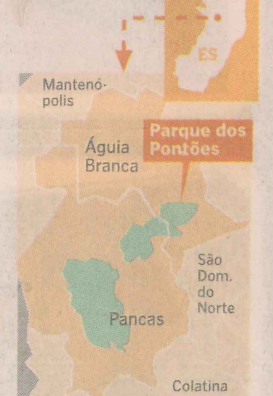 ES
Mantenó-
polis
Parque dos
Pontões
Águia
Branca
São
Dom.
do
Norte
Pancas
Colatina